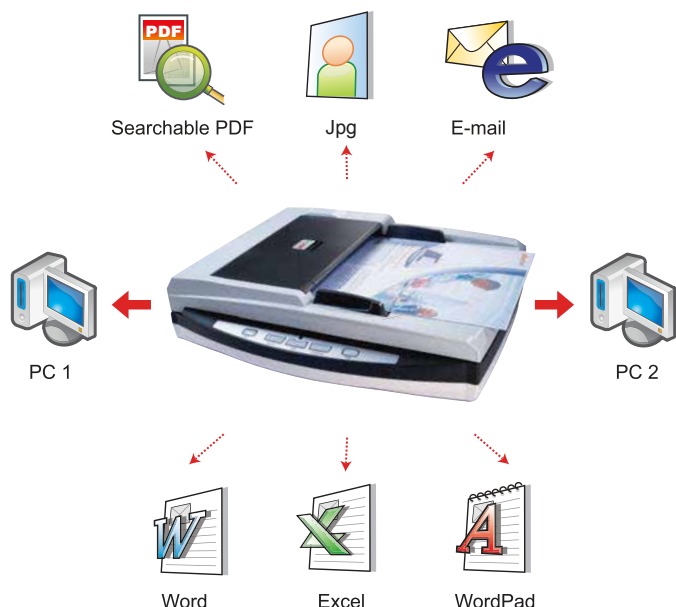 PDF
Searchable PDF
Jpg
E-mail
PC 1
PC 2
W
X
A
Word
Excel
WordPad